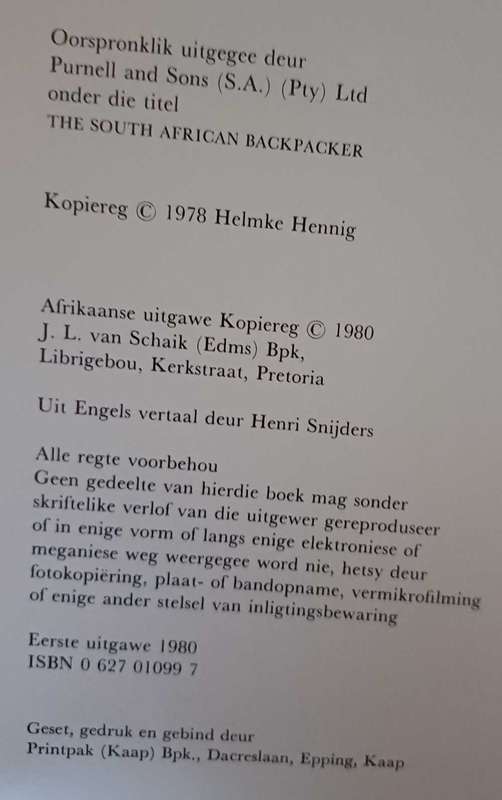 Oorspronklik uitgegee deur
Purnell and Sons (S.A.) (Pty) Ltd
onder die titel
THE SOUTH AFRICAN BACKPACKER
Kopiereg © 1978 Helmke Hennig
Afrikaanse uitgawe Kopiereg © 1980
J. L. van Schaik (Edms) Bpk,
Librigebou, Kerkstraat, Pretoria
Uit Engels vertaal deur Henri Snijders
Alle regte voorbehou
Geen gedeelte van hierdie boek mag sonder
skriftelike verlof van die uitgewer gereproduseer
of in enige vorm of langs enige elektroniese of
meganiese weg weergegee word nie, hetsy deur
fotokopiëring, plaat- of bandopname, vermikrofilming
of enige ander stelsel van inligtingsbewaring
Eerste uitgawe 1980
ISBN 0 627 01099 7
Geset, gedruk en gebind deur
Printpak (Kaap) Bpk., Dacreslaan, Epping, Kaap